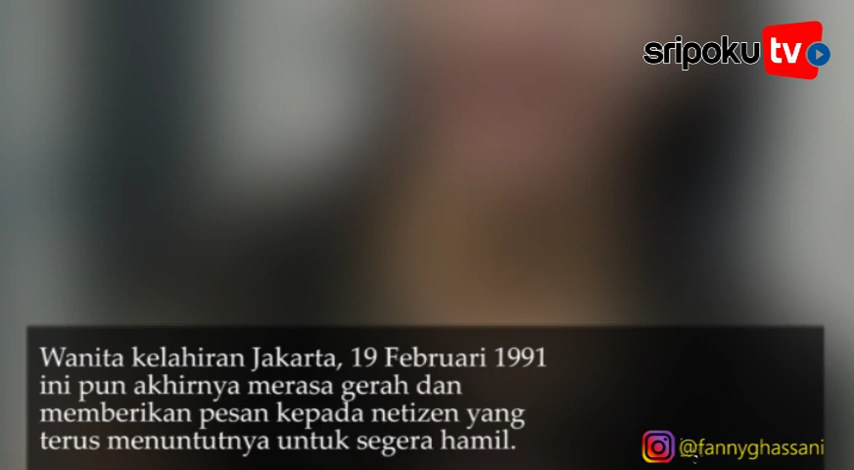 sripoku tv
Wanita kelahiran Jakarta, 19 Februari 1991
ini pun akhirnya merasa gerah dan
memberikan pesan kepada netizen yang
terus menuntutnya untuk segera hamil.
@fannyghassani